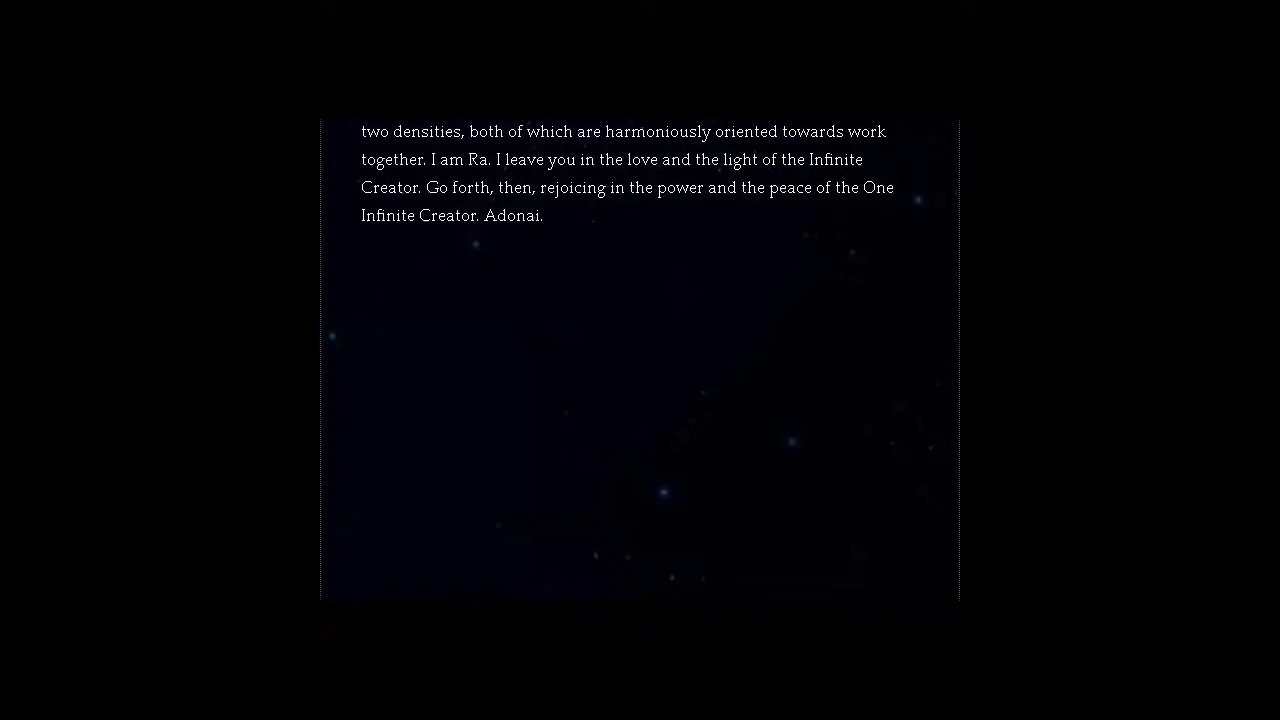 two densities, both of which are harmoniously oriented towards work
together. I am Ra. I leave you in the love and the light of the Infinite
Creator. Go forth, then, rejoicing in the power and the peace of the One
Infinite Creator. Adonai.